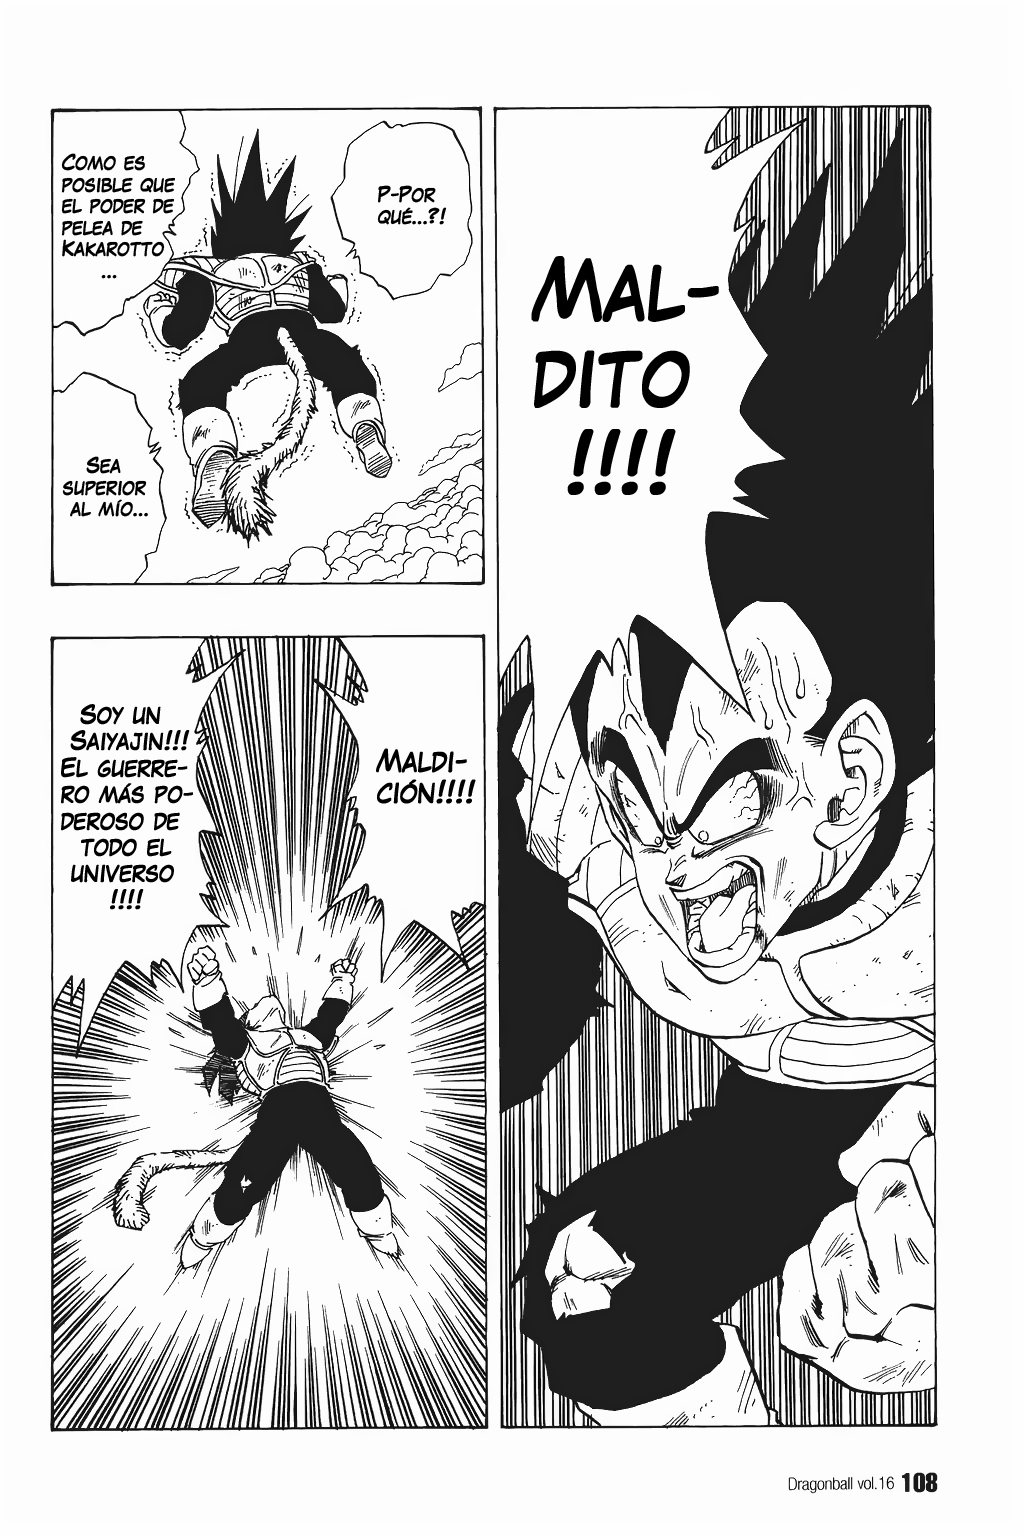 MAL-
DITO
!!!!
P-POR
QUÉ...?!
COMO ES
POSIBLE QUE
EL PODER DE
PELEA DE
KAKAROTTO
...
SEA
SUPERIOR
AL MÍO...
MALDI-
CIÓN!!!!
SOY UN
SAIYAJIN!!!
EL GUERRE-
RO MÁS PO-
DEROSO DE
TODO EL
UNIVERSO
!!!!
Dragonball vol.16 108